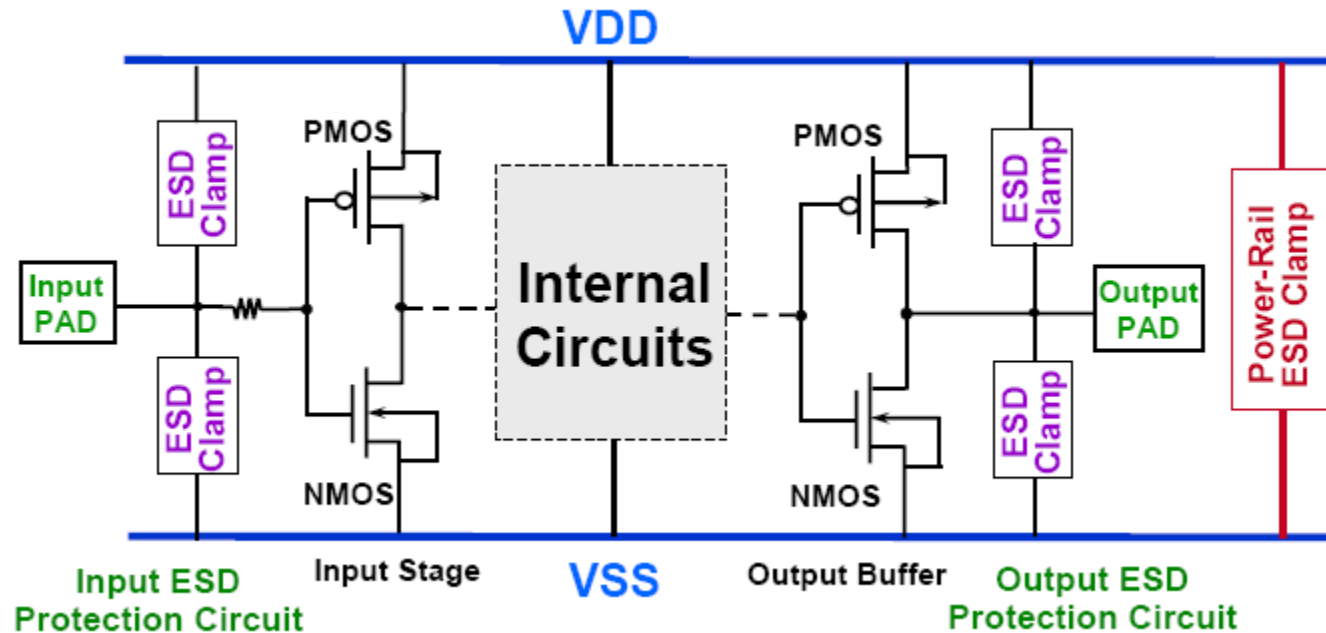 VDD
PMOS
PMOS
ESD
Clamp
ESD
Clamp
Input
PAD
Internal
Circuits
Output
PAD
Power-Rail
ESD Clamp
ESD
Clamp
ESD
Clamp
NMOS
NMOS
Input ESD
Protection Circuit
Input Stage
VSS
Output Buffer
Output ESD
Protection Circuit